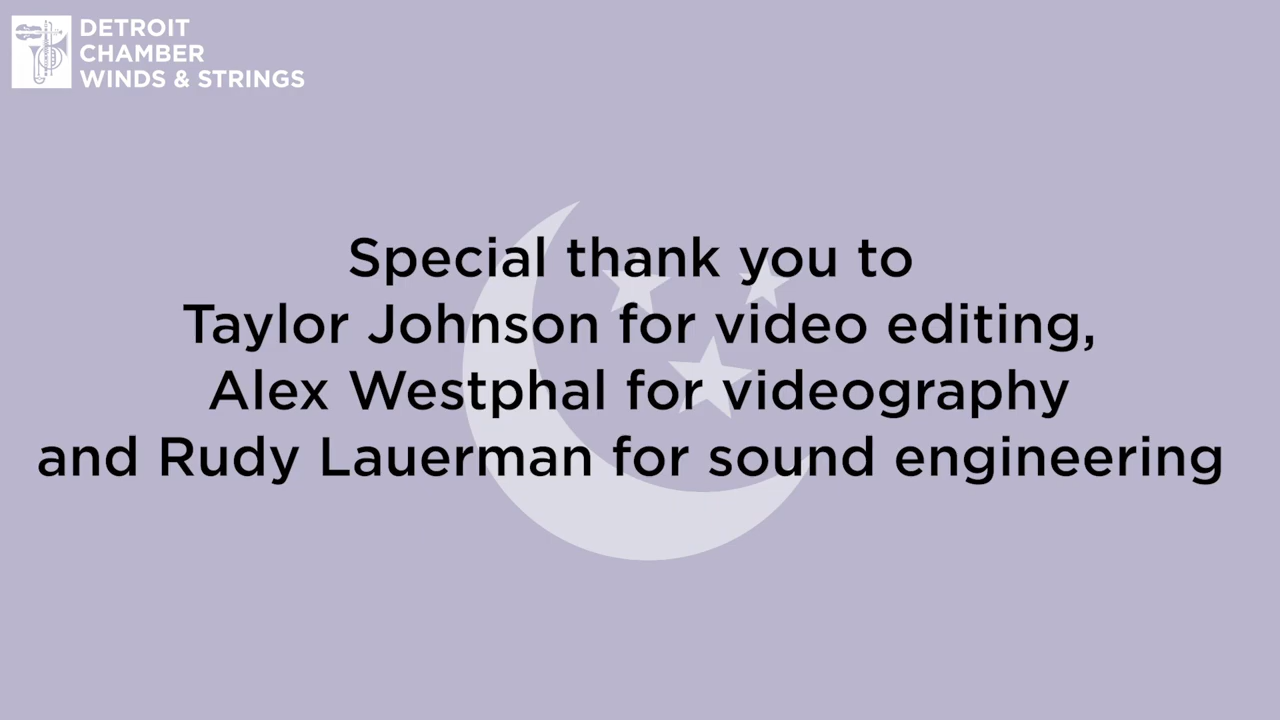 DETROIT
CHAMBER
WINDS & STRINGS
Special thank you to
Taylor Johnson for video editing,
Alex Westphal for videography
and Rudy Lauerman for sound engineering